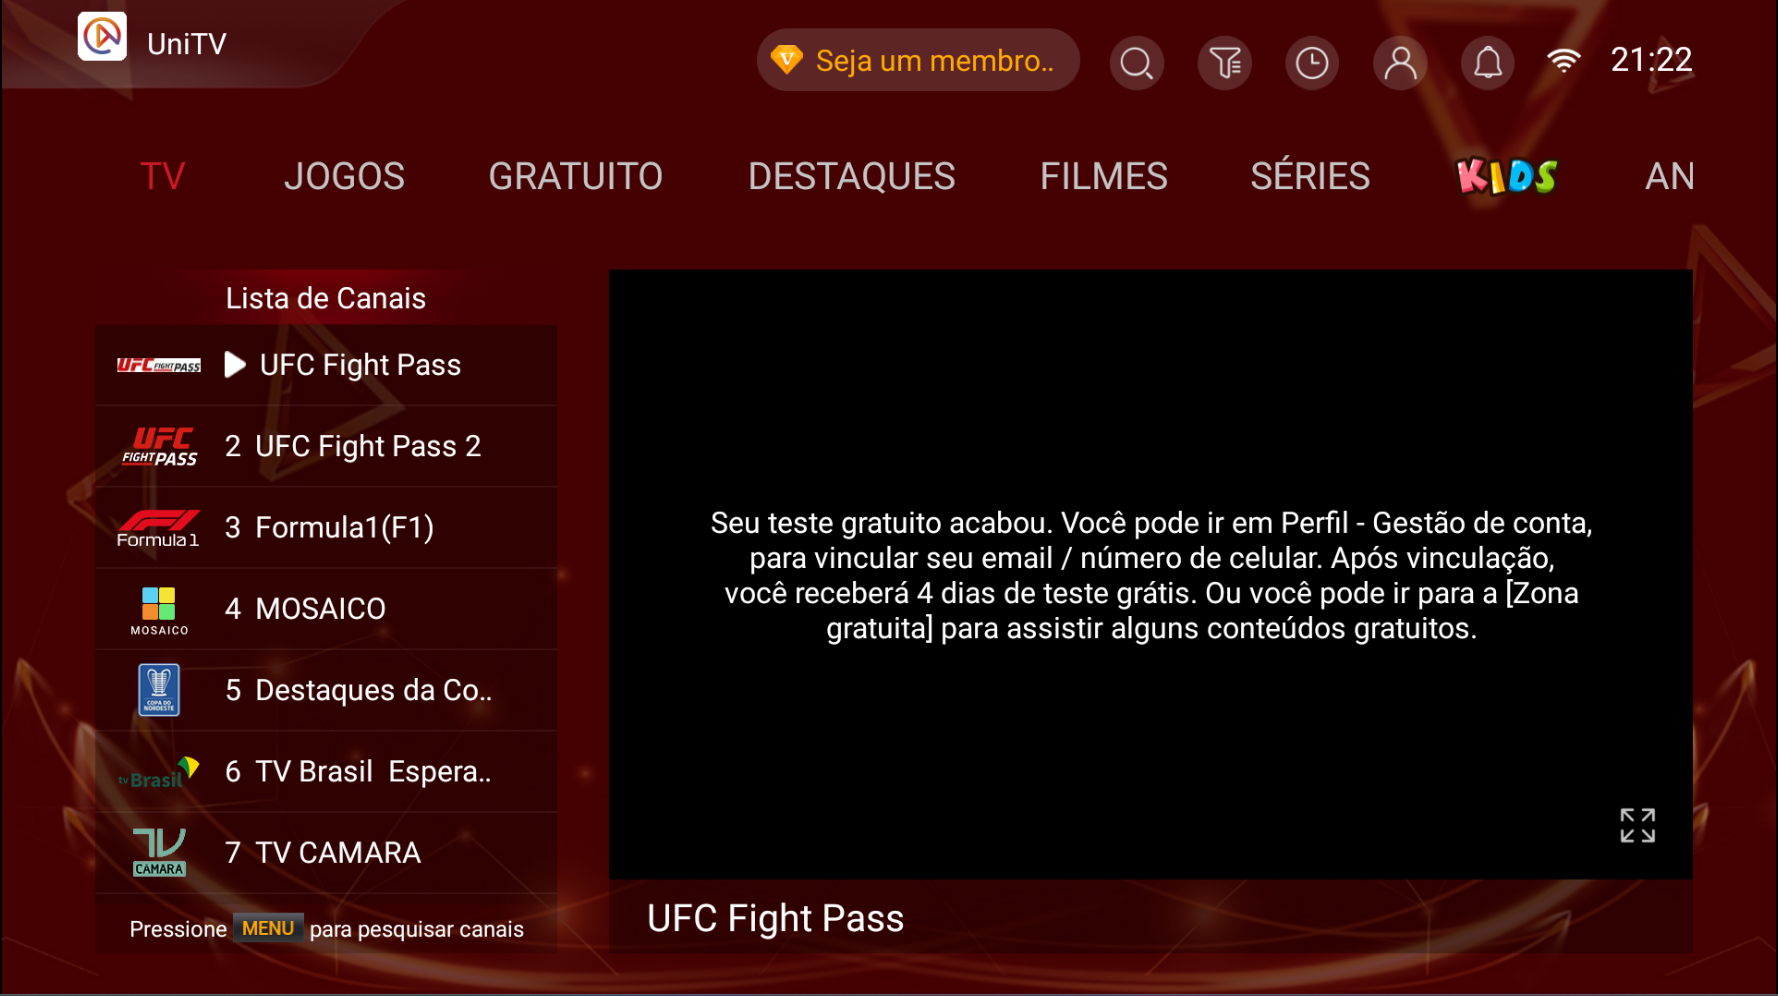 UniTV
Seja um membro..
21:22
TV JOGOS GRATUITO DESTAQUES FILMES SÉRIES KIDS AN
Lista de Canais
UFC FIGHT PASS UFC Fight Pass
UFC FIGHT PASS 2 UFC Fight Pass 2
Formula 1 3 Formula1(F1)
MOSAICO 4 MOSAICO
COPA DO NORDESTE 5 Destaques da Co..
tv Brasil 6 TV Brasil Espera..
TV CÂMARA 7 TV CAMARA
Pressione MENU para pesquisar canais
Seu teste gratuito acabou. Você pode ir em Perfil - Gestão de conta,
para vincular seu email / número de celular. Após vinculação,
você receberá 4 dias de teste grátis. Ou você pode ir para a [Zona
gratuita] para assistir alguns conteúdos gratuitos.
UFC Fight Pass